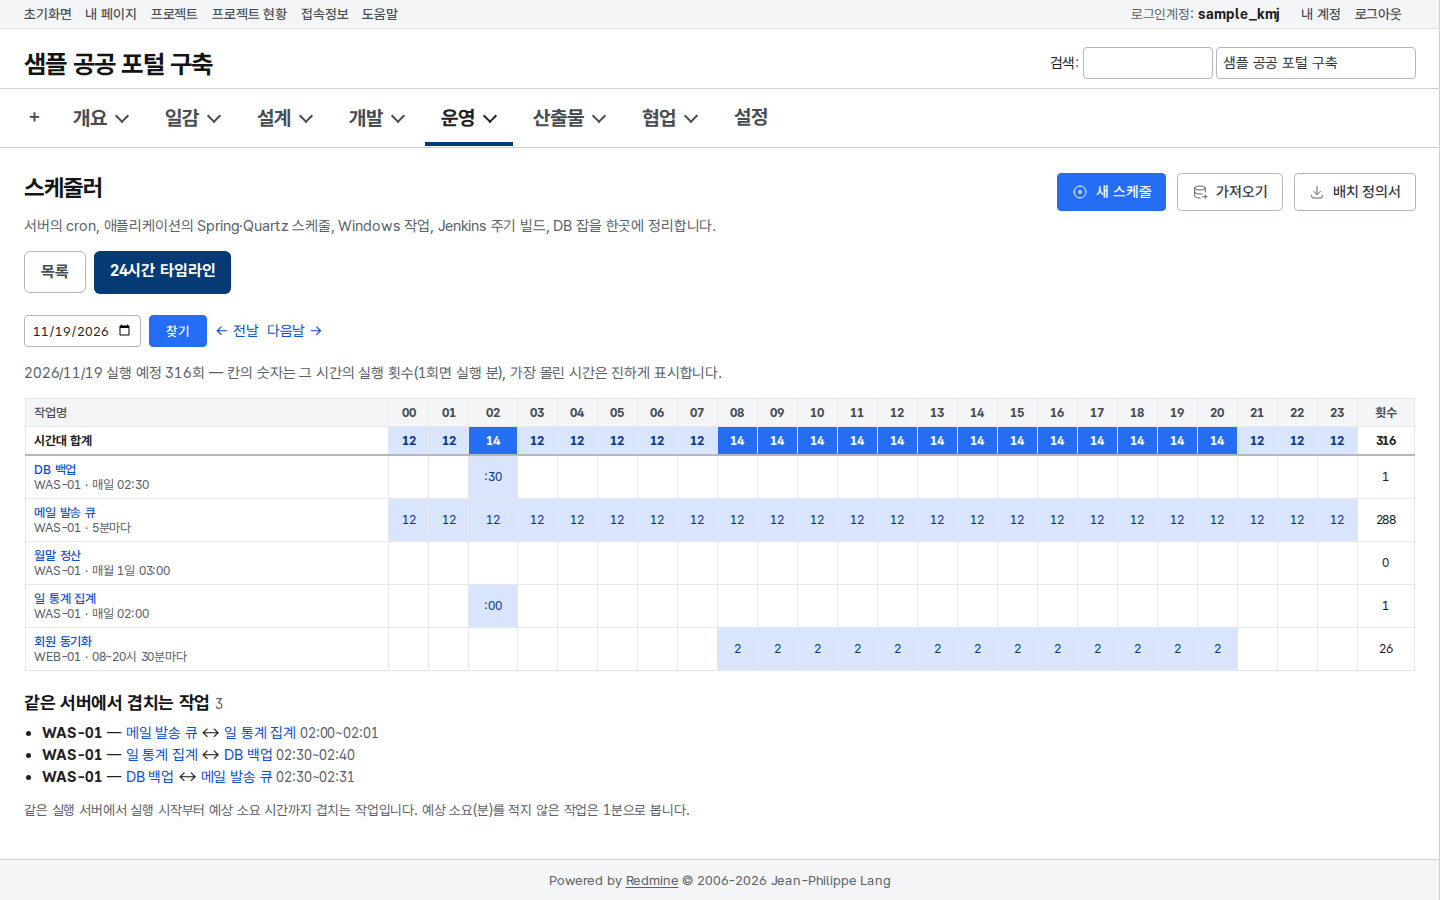 초기화면 내 페이지 프로젝트 프로젝트 현황 접속정보 도움말 로그인계정: sample_kmj 내 계정 로그아웃
샘플 공공 포털 구축 검색: 샘플 공공 포털 구축
+ 개요 일감 설계 개발 운영 산출물 협업 설정
스케줄러 새 스케줄 가져오기 배치 정의서
서버의 cron, 애플리케이션의 Spring·Quartz 스케줄, Windows 작업, Jenkins 주기 빌드, DB 잡을 한곳에 정리합니다.
목록 24시간 타임라인
11/19/2026 찾기 ← 전날 다음날 →
2026/11/19 실행 예정 316회 — 칸의 숫자는 그 시간의 실행 횟수(1회면 실행 분), 가장 몰린 시간은 진하게 표시합니다.
작업명 00 01 02 03 04 05 06 07 08 09 10 11 12 13 14 15 16 17 18 19 20 21 22 23 횟수
시간대 합계 12 12 14 12 12 12 12 12 14 14 14 14 14 14 14 14 14 14 14 14 14 12 12 12 316
DB 백업
WAS-01 · 매일 02:30 :30 1
메일 발송 큐
WAS-01 · 5분마다 12 12 12 12 12 12 12 12 12 12 12 12 12 12 12 12 12 12 12 12 12 12 12 12 288
월말 정산
WAS-01 · 매월 1일 03:00 0
일 통계 집계
WAS-01 · 매일 02:00 :00 1
회원 동기화
WEB-01 · 08~20시 30분마다 2 2 2 2 2 2 2 2 2 2 2 2 2 26
같은 서버에서 겹치는 작업 3
• WAS-01 — 메일 발송 큐 ↔ 일 통계 집계 02:00~02:01
• WAS-01 — 일 통계 집계 ↔ DB 백업 02:30~02:40
• WAS-01 — DB 백업 ↔ 메일 발송 큐 02:30~02:31
같은 실행 서버에서 실행 시작부터 예상 소요 시간까지 겹치는 작업입니다. 예상 소요(분)를 적지 않은 작업은 1분으로 봅니다.
Powered by Redmine © 2006-2026 Jean-Philippe Lang